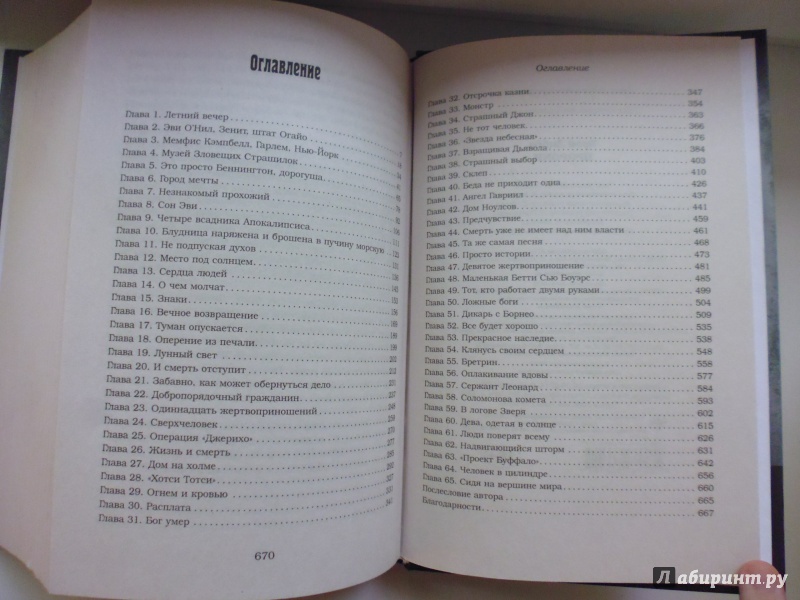 Оглавление
Глава 1. Летний вечер
Глава 2. Эви О'Нил, Зенит, штат Огайо
Глава 3. Мемфис Кэмпбелл, Гарлем, Нью-Йорк
Глава 4. Музей Зловещих Страшилок
Глава 5. Это просто Беннингтон, дорогуша
Глава 6. Город мечты
Глава 7. Незнакомый прохожий
Глава 8. Сон Эви
Глава 9. Четыре всадника Апокалипсиса
Глава 10. Блудница наряжена и брошена в пучину морскую
Глава 11. Не подпуская духов
Глава 12. Место под солнцем
Глава 13. Сердца людей
Глава 14. О чем молчат
Глава 15. Знаки
Глава 16. Вечное возвращение
Глава 17. Туман опускается
Глава 18. Оперение из печали
Глава 19. Лунный свет
Глава 20. И смерть отступит
Глава 21. Забавно, как может обернуться дело
Глава 22. Добропорядочный гражданин
Глава 23. Одиннадцать жертвоприношений
Глава 24. Сверхчеловек
Глава 25. Операция «Джерихо»
Глава 26. Жизнь и смерть
Глава 27. Дом на холме
Глава 28. «Хотси Тотси»
Глава 29. Огнем и кровью
Глава 30. Расплата
Глава 31. Бог умер
670
Оглавление
Глава 32. Отсрочка казни 347
Глава 33. Монстр 354
Глава 34. Страшный Джон 363
Глава 35. Не тот человек 366
Глава 36. «Звезда небесная» 376
Глава 37. Взращивая Дьявола 384
Глава 38. Страшный выбор 403
Глава 39. Склеп 410
Глава 40. Беда не приходит одна 426
Глава 41. Ангел Гавриил 437
Глава 42. Дом Ноулсов 441
Глава 43. Предчувствие 459
Глава 44. Смерть уже не имеет над ним власти 461
Глава 45. Та же самая песня 468
Глава 46. Просто истории 473
Глава 47. Девятое жертвоприношение 481
Глава 48. Маленькая Бетти Сью Боуэрс 485
Глава 49. Тот, кто работает двумя руками 499
Глава 50. Ложные боги 504
Глава 51. Дикарь с Борнео 509
Глава 52. Все будет хорошо 535
Глава 53. Прекрасное наследие 538
Глава 54. Клянусь своим сердцем 548
Глава 55. Бретрин 558
Глава 56. Оплакивание вдовы 577
Глава 57. Сержант Леонард 584
Глава 58. Соломонова комета 593
Глава 59. В логове Зверя 602
Глава 60. Дева, одетая в солнце 615
Глава 61. Люди поверят всему 626
Глава 62. Надвигающийся шторм 631
Глава 63. «Проект Буффало» 642
Глава 64. Человек в цилиндре 656
Глава 65. Сидя на вершине мира 660
Послесловие автора 665
Благодарности 667
Лабиринт.ру